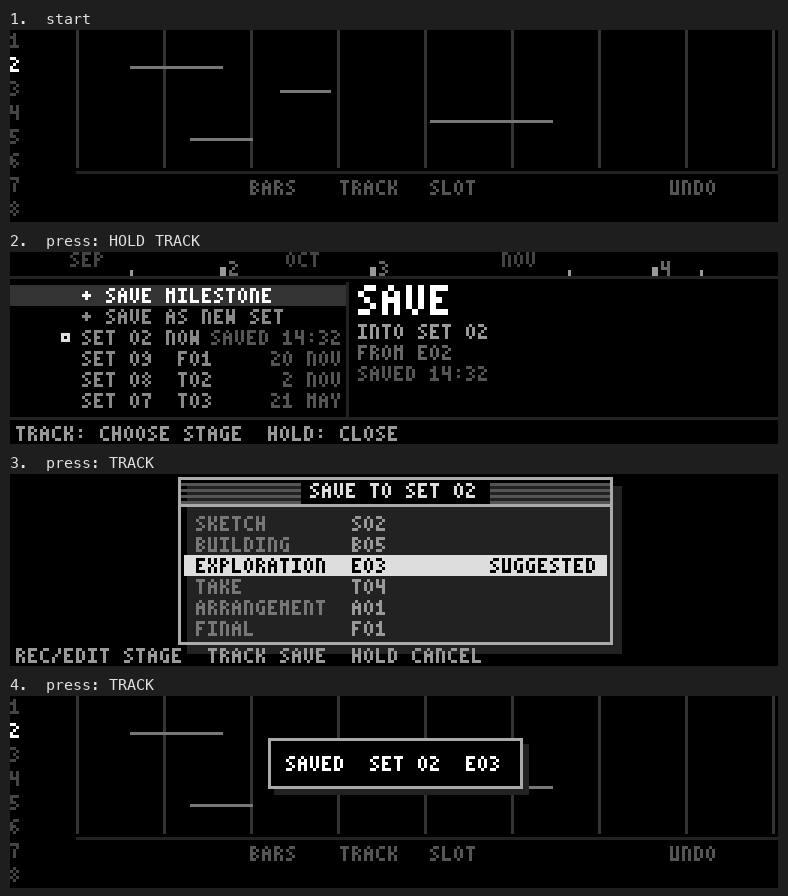 1.  start
1
2
3
4
5
6
7
8
BARS TRACK SLOT UNDO
2.  press: HOLD TRACK
SEP 2 OCT 3 NOV 4
+ SAVE MILESTONE
+ SAVE AS NEW SET
SET 02 NOW SAVED 14:32
SET 09 F01 20 NOV
SET 08 T02 2 NOV
SET 07 T03 21 MAY
SAVE
INTO SET 02
FROM E02
SAVED 14:32
TRACK: CHOOSE STAGE  HOLD: CLOSE
3.  press: TRACK
SAVE TO SET 02
SKETCH S02
BUILDING B05
EXPLORATION E03 SUGGESTED
TAKE T04
ARRANGEMENT A01
FINAL F01
REC/EDIT STAGE  TRACK SAVE  HOLD CANCEL
4.  press: TRACK
1
2
3
4
5
6
7
8
SAVED  SET 02  E03
BARS TRACK SLOT UNDO